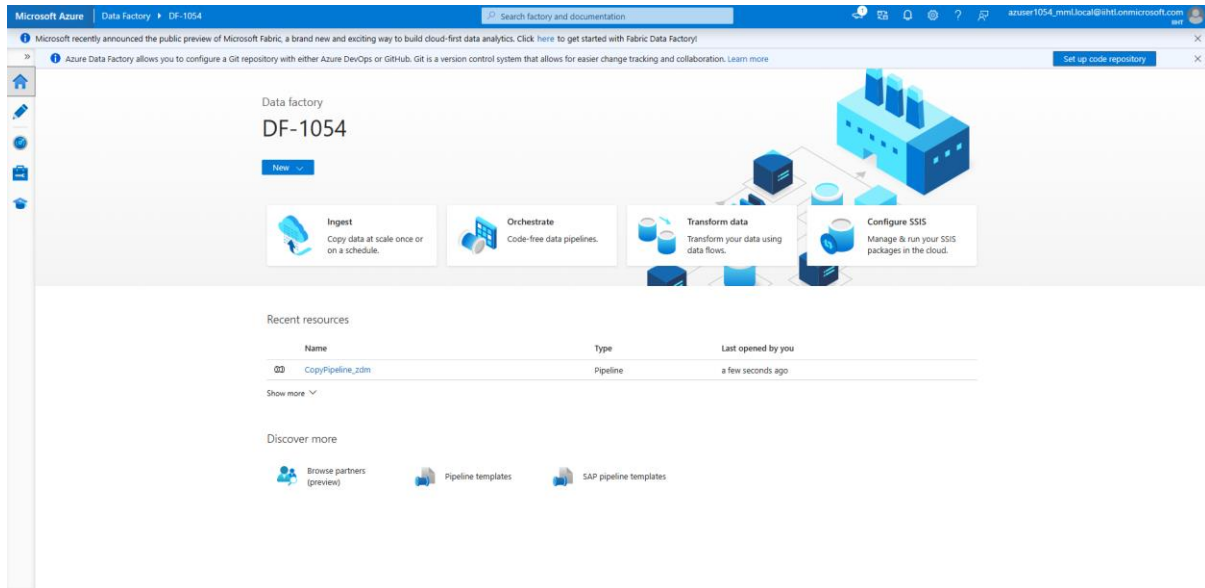 Microsoft Azure Data Factory DF-1054 Search factory and documentation 1 azuser1054_mml.local@iihtl.onmicrosoft.com
IIHT
Microsoft recently announced the public preview of Microsoft Fabric, a brand new and exciting way to build cloud-first data analytics. Click here to get started with Fabric Data Factory!
Azure Data Factory allows you to configure a Git repository with either Azure DevOps or GitHub. Git is a version control system that allows for easier change tracking and collaboration. Learn more Set up code repository
Data factory
DF-1054
New
Ingest
Copy data at scale once or
on a schedule.
Orchestrate
Code-free data pipelines.
Transform data
Transform your data using
data flows.
Configure SSIS
Manage & run your SSIS
packages in the cloud.
Recent resources
Name Type Last opened by you
CopyPipeline_zdm Pipeline a few seconds ago
Show more
Discover more
Browse partners
(preview)
Pipeline templates
SAP pipeline templates